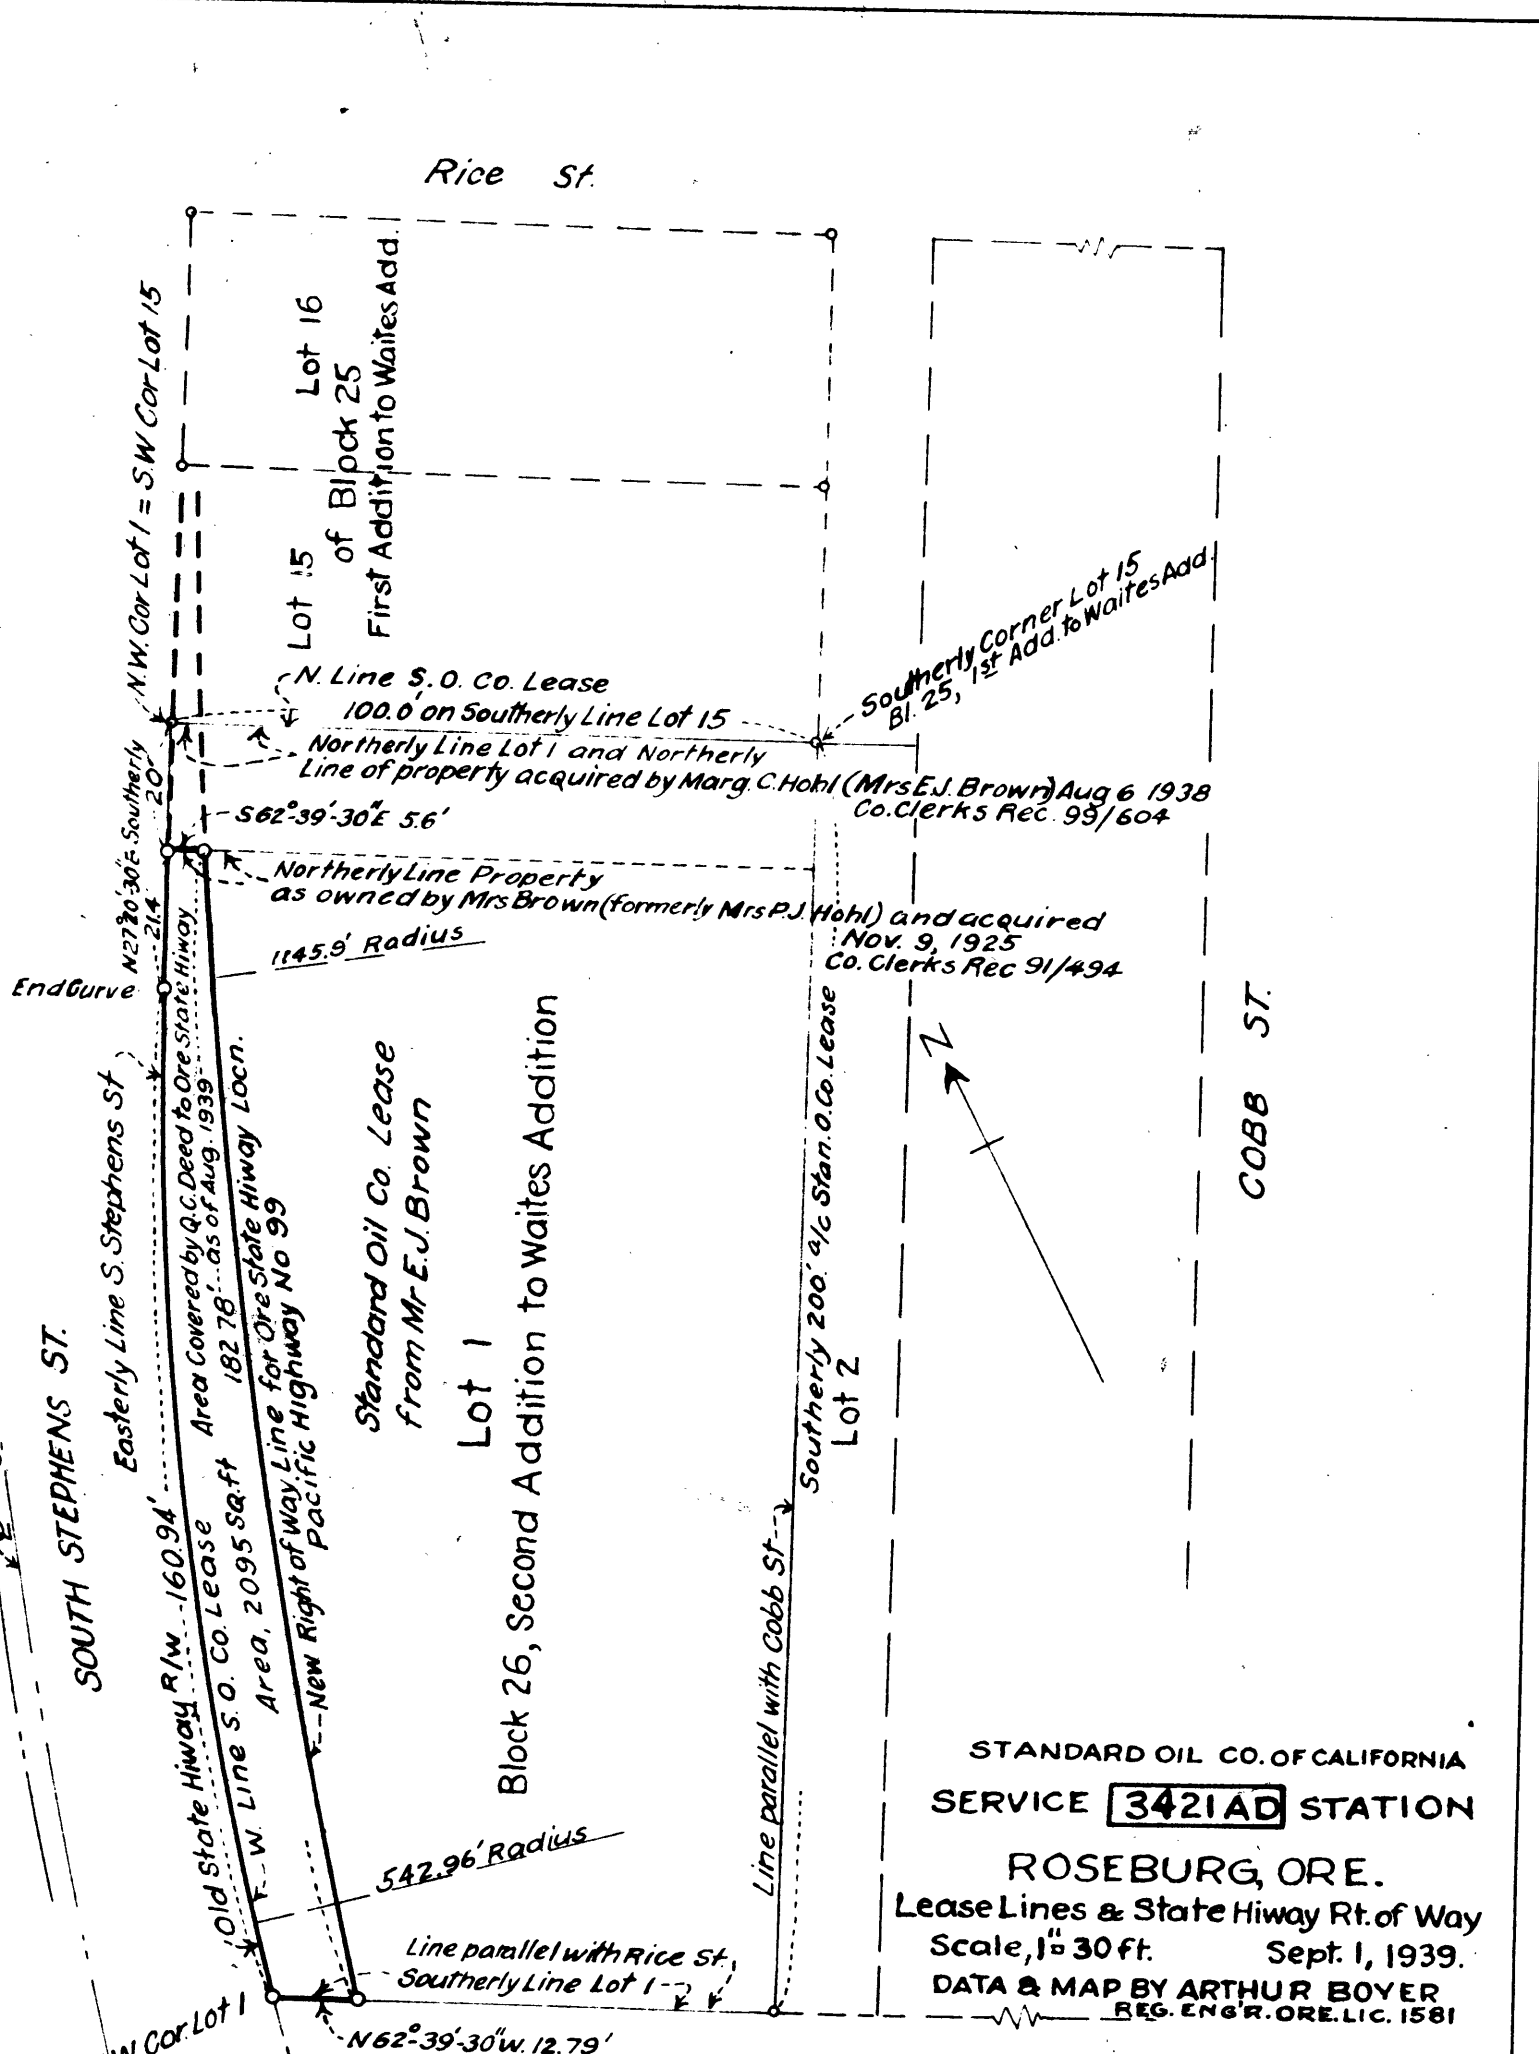 Rice St.
N.W. Cor Lot 1 = S.W Cor Lot 15
Lot 15 Lot 16
of Block 25
First Addition to Waites Add.
N. Line S.O. Co. Lease
100.0' on Southerly Line Lot 15
Southerly Corner Lot 15
Bl. 25, 1st Add. to Waites Add.
Northerly Line Lot 1 and Northerly
Line of property acquired by Marg. C. Hohl (Mrs E.J. Brown) Aug 6 1938
Co. Clerks Rec. 99/604
N27°20'30"E Southerly
20'
21.4
S62°-39'-30"E 5.6'
Northerly Line Property
as owned by Mrs Brown (formerly Mrs P.J. Hohl) and acquired
Nov. 9, 1925
Co. Clerks Rec 91/494
1145.9' Radius
End Curve
Easterly Line S. Stephens St
SOUTH STEPHENS ST.
Old State Hiway R/W 160.94'
W. Line S. O. Co. Lease
Area Covered by Q.C. Deed to Ore State Hiway
1827.8' as of Aug. 1939
Area, 2095 Sq.ft
New Right of Way Line for Ore State Hiway Locn.
Pacific Highway No 99
Standard Oil Co. Lease
from Mr E.J. Brown
Lot 1
Block 26, Second Addition to Waites Addition
Southerly 200.' a/c Stan. O. Co. Lease
Lot 2
Line parallel with Cobb St
N
COBB ST.
542.96' Radius
Line parallel with Rice St.
Southerly Line Lot 1
W Cor. Lot 1
N62°-39'-30"W. 12.79'
STANDARD OIL CO. OF CALIFORNIA
SERVICE 3421AD STATION
ROSEBURG, ORE.
Lease Lines & State Hiway Rt. of Way
Scale, 1" = 30 ft. Sept. 1, 1939.
DATA & MAP BY ARTHUR BOYER
REG. ENG'R. ORE. LIC. 1581